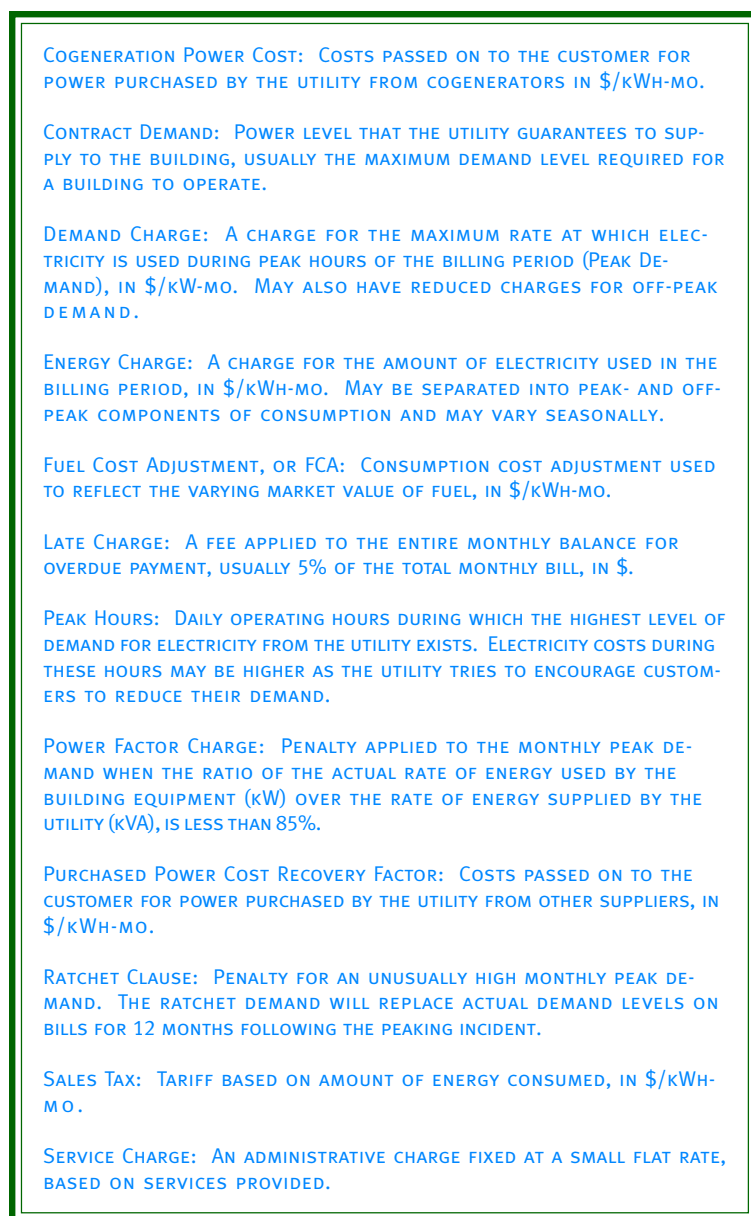 Cogeneration Power Cost: Costs passed on to the customer for
power purchased by the utility from cogenerators in $/kWh-mo.
Contract Demand: Power level that the utility guarantees to sup-
ply to the building, usually the maximum demand level required for
a building to operate.
Demand Charge: A charge for the maximum rate at which elec-
tricity is used during peak hours of the billing period (Peak De-
mand), in $/kW-mo. May also have reduced charges for off-peak
demand.
Energy Charge: A charge for the amount of electricity used in the
billing period, in $/kWh-mo. May be separated into peak- and off-
peak components of consumption and may vary seasonally.
Fuel Cost Adjustment, or FCA: Consumption cost adjustment used
to reflect the varying market value of fuel, in $/kWh-mo.
Late Charge: A fee applied to the entire monthly balance for
overdue payment, usually 5% of the total monthly bill, in $.
Peak Hours: Daily operating hours during which the highest level of
demand for electricity from the utility exists. Electricity costs during
these hours may be higher as the utility tries to encourage custom-
ers to reduce their demand.
Power Factor Charge: Penalty applied to the monthly peak de-
mand when the ratio of the actual rate of energy used by the
building equipment (kW) over the rate of energy supplied by the
utility (kVA), is less than 85%.
Purchased Power Cost Recovery Factor: Costs passed on to the
customer for power purchased by the utility from other suppliers, in
$/kWh-mo.
Ratchet Clause: Penalty for an unusually high monthly peak de-
mand. The ratchet demand will replace actual demand levels on
bills for 12 months following the peaking incident.
Sales Tax: Tariff based on amount of energy consumed, in $/kWh-
mo.
Service Charge: An administrative charge fixed at a small flat rate,
based on services provided.